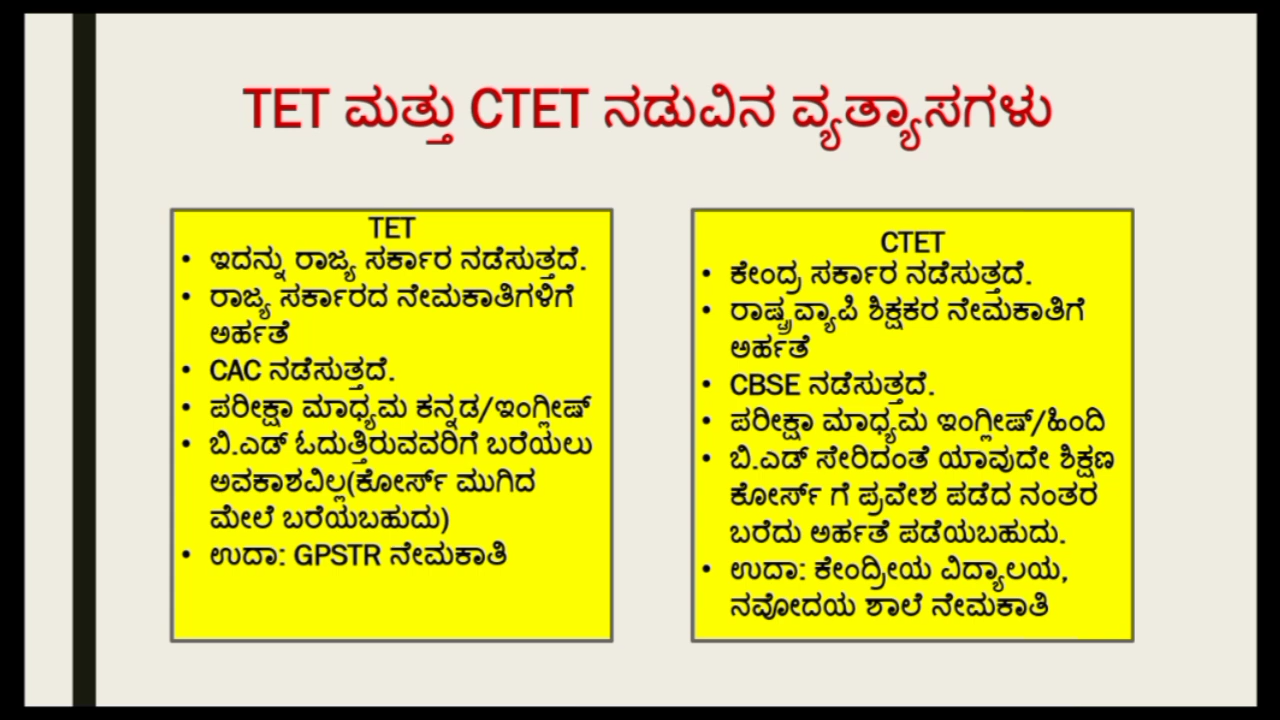 TET ಮತ್ತು CTET ನಡುವಿನ ವ್ಯತ್ಯಾಸಗಳು
TET
• ಇದನ್ನು ರಾಜ್ಯ ಸರ್ಕಾರ ನಡೆಸುತ್ತದೆ.
• ರಾಜ್ಯ ಸರ್ಕಾರದ ನೇಮಕಾತಿಗಳಿಗೆ
ಅರ್ಹತೆ
• CAC ನಡೆಸುತ್ತದೆ.
• ಪರೀಕ್ಷಾ ಮಾಧ್ಯಮ ಕನ್ನಡ/ಇಂಗ್ಲೀಷ್
• ಬಿ.ಎಡ್ ಓದುತ್ತಿರುವವರಿಗೆ ಬರೆಯಲು
ಅವಕಾಶವಿಲ್ಲ(ಕೋರ್ಸ್ ಮುಗಿದ
ಮೇಲೆ ಬರೆಯಬಹುದು)
• ಉದಾ: GPSTR ನೇಮಕಾತಿ
CTET
• ಕೇಂದ್ರ ಸರ್ಕಾರ ನಡೆಸುತ್ತದೆ.
• ರಾಷ್ಟ್ರವ್ಯಾಪಿ ಶಿಕ್ಷಕರ ನೇಮಕಾತಿಗೆ
ಅರ್ಹತೆ
• CBSE ನಡೆಸುತ್ತದೆ.
• ಪರೀಕ್ಷಾ ಮಾಧ್ಯಮ ಇಂಗ್ಲೀಷ್/ಹಿಂದಿ
• ಬಿ.ಎಡ್ ಸೇರಿದಂತೆ ಯಾವುದೇ ಶಿಕ್ಷಣ
ಕೋರ್ಸ್ ಗೆ ಪ್ರವೇಶ ಪಡೆದ ನಂತರ
ಬರೆದು ಅರ್ಹತೆ ಪಡೆಯಬಹುದು.
• ಉದಾ: ಕೇಂದ್ರೀಯ ವಿದ್ಯಾಲಯ,
ನವೋದಯ ಶಾಲೆ ನೇಮಕಾತಿ